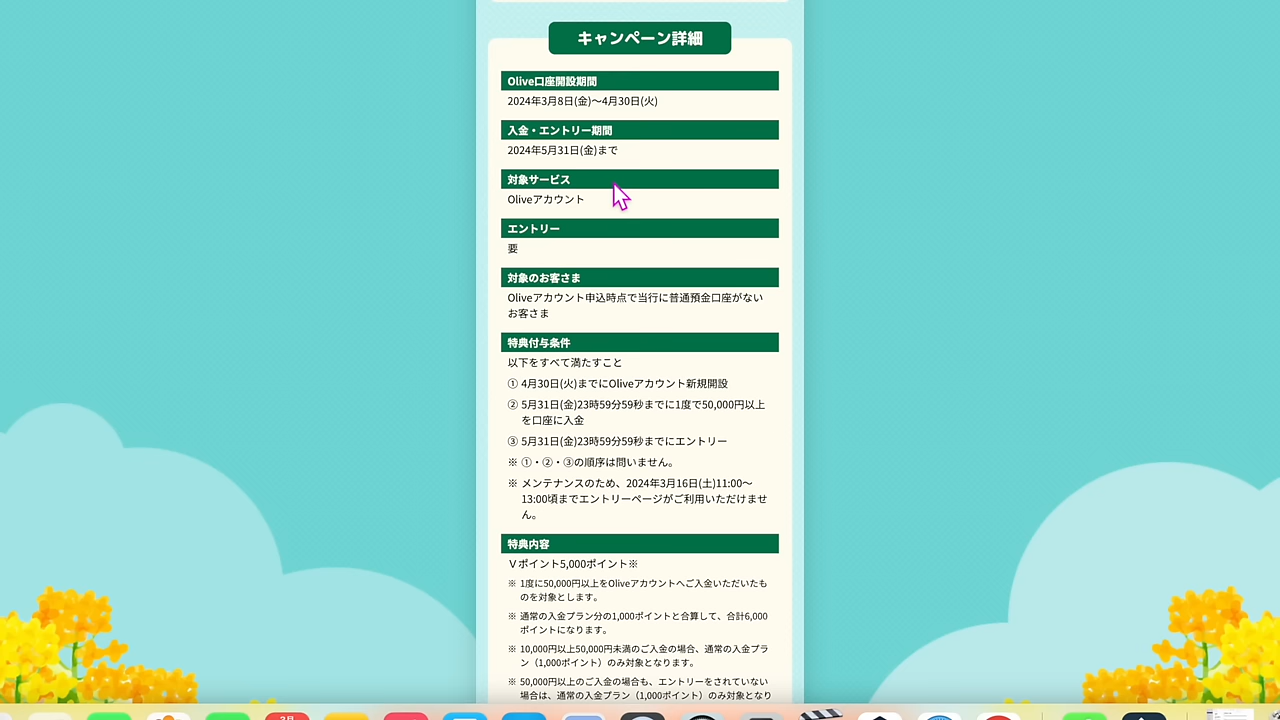 キャンペーン詳細
Olive口座開設期間
2024年3月8日(金)〜4月30日(火)
入金・エントリー期間
2024年5月31日(金)まで
対象サービス
Oliveアカウント
エントリー
要
対象のお客さま
Oliveアカウント申込時点で当行に普通預金口座がない
お客さま
特典付与条件
以下をすべて満たすこと
① 4月30日(火)までにOliveアカウント新規開設
② 5月31日(金)23時59分59秒までに1度で50,000円以上
を口座に入金
③ 5月31日(金)23時59分59秒までにエントリー
※ ①・②・③の順序は問いません。
※ メンテナンスのため、2024年3月16日(土)11:00〜
13:00頃までエントリーページがご利用いただけませ
ん。
特典内容
Ｖポイント5,000ポイント※
※ 1度に50,000円以上をOliveアカウントへご入金いただいたも
のを対象とします。
※ 通常の入金プラン分の1,000ポイントと合算して、合計6,000
ポイントになります。
※ 10,000円以上50,000円未満のご入金の場合、通常の入金プラ
ン（1,000ポイント）のみ対象となります。
※ 50,000円以上のご入金の場合も、エントリーをされていない
場合は、通常の入金プラン（1,000ポイント）のみ対象となり
3月